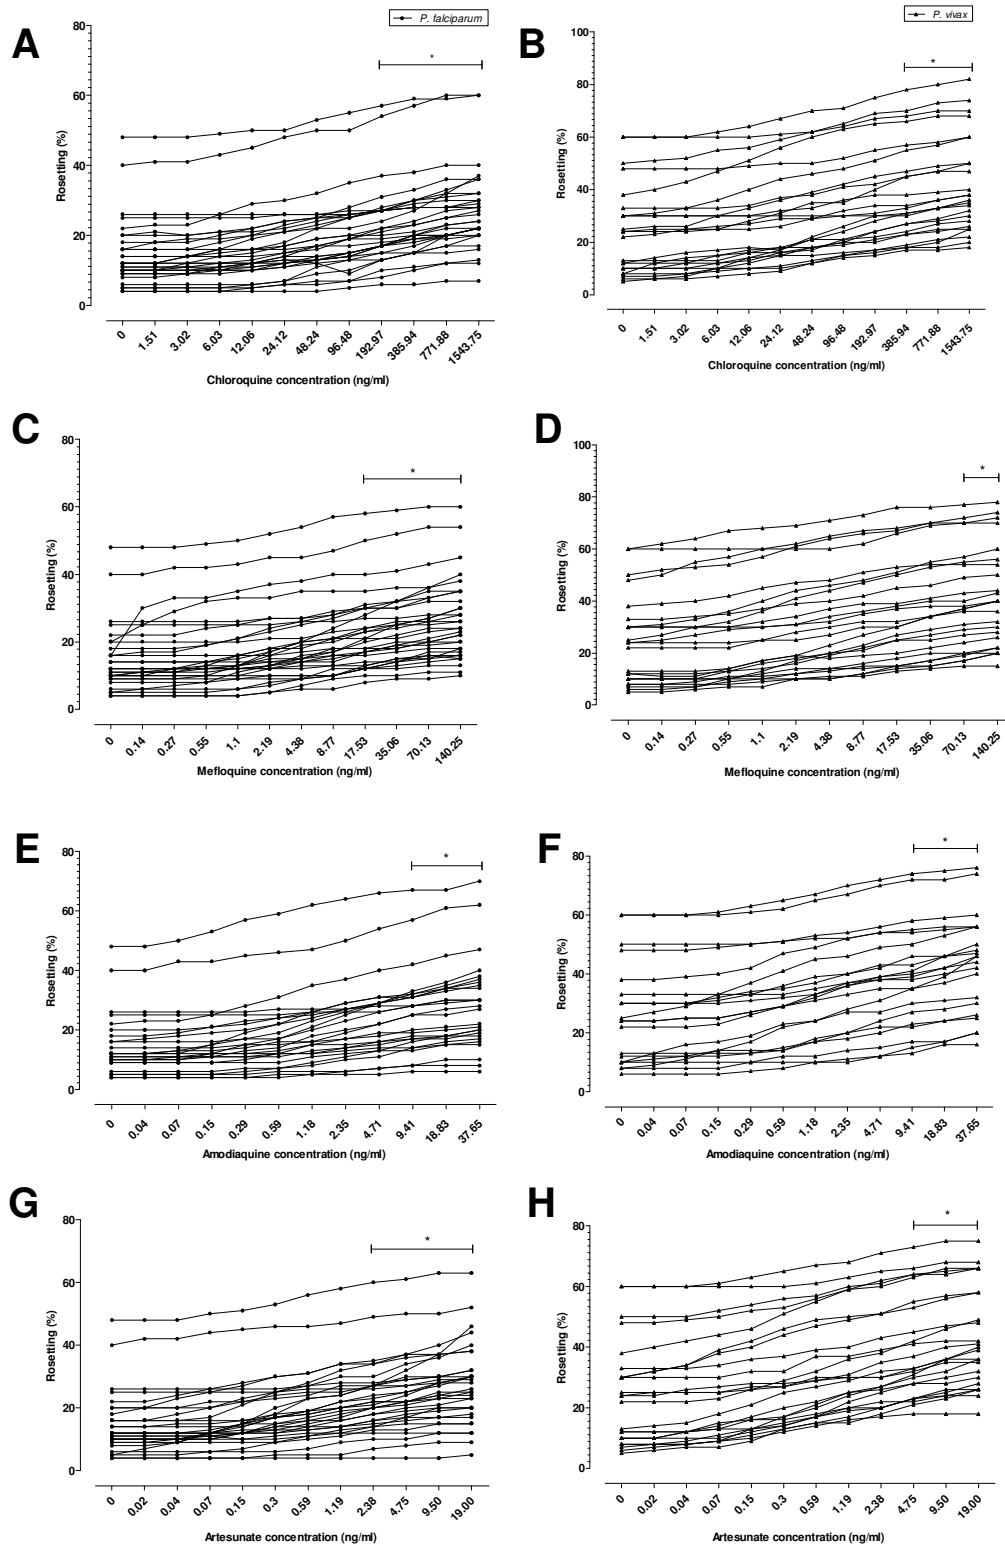 A
P. falciparum
*
Rosetting (%)
80
60
40
20
0
0 1.51 3.02 6.03 12.06 24.12 48.24 96.48 192.97 385.94 771.88 1543.75
Chloroquine concentration (ng/ml)
B
P. vivax
*
Rosetting (%)
100
80
60
40
20
0
0 1.51 3.02 6.03 12.06 24.12 48.24 96.48 192.97 385.94 771.88 1543.75
Chloroquine concentration (ng/ml)
C
*
Rosetting (%)
80
60
40
20
0
0 0.14 0.27 0.55 1.1 2.19 4.38 8.77 17.53 35.06 70.13 140.25
Mefloquine concentration (ng/ml)
D
*
Rosetting (%)
100
80
60
40
20
0
0 0.14 0.27 0.55 1.1 2.19 4.38 8.77 17.53 35.06 70.13 140.25
Mefloquine concentration (ng/ml)
E
*
Rosetting (%)
80
60
40
20
0
0 0.04 0.07 0.15 0.29 0.59 1.18 2.35 4.71 9.41 18.83 37.65
Amodiaquine concentration (ng/ml)
F
*
Rosetting (%)
80
60
40
20
0
0 0.04 0.07 0.15 0.29 0.59 1.18 2.35 4.71 9.41 18.83 37.65
Amodiaquine concentration (ng/ml)
G
*
Rosetting (%)
80
60
40
20
0
0 0.02 0.04 0.07 0.15 0.3 0.59 1.19 2.38 4.75 9.50 19.00
Artesunate concentration (ng/ml)
H
*
Rosetting (%)
80
60
40
20
0
0 0.02 0.04 0.07 0.15 0.3 0.59 1.19 2.38 4.75 9.50 19.00
Artesunate concentration (ng/ml)